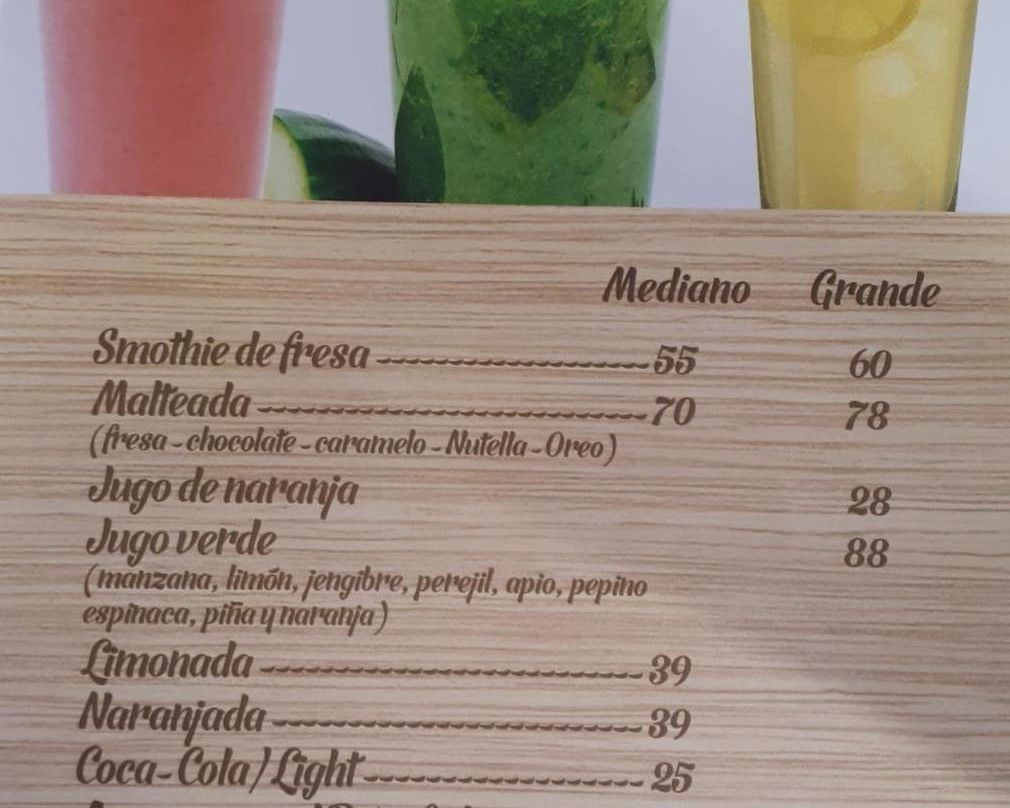 Mediano Grande
Smothie de fresa 55 60
Malteada 70 78
(fresa - chocolate - caramelo - Nutella - Oreo)
Jugo de naranja 28
Jugo verde 88
(manzana, limón, jengibre, perejil, apio, pepino
espinaca, piña y naranja)
Limonada 39
Naranjada 39
Coca-Cola/Light 25